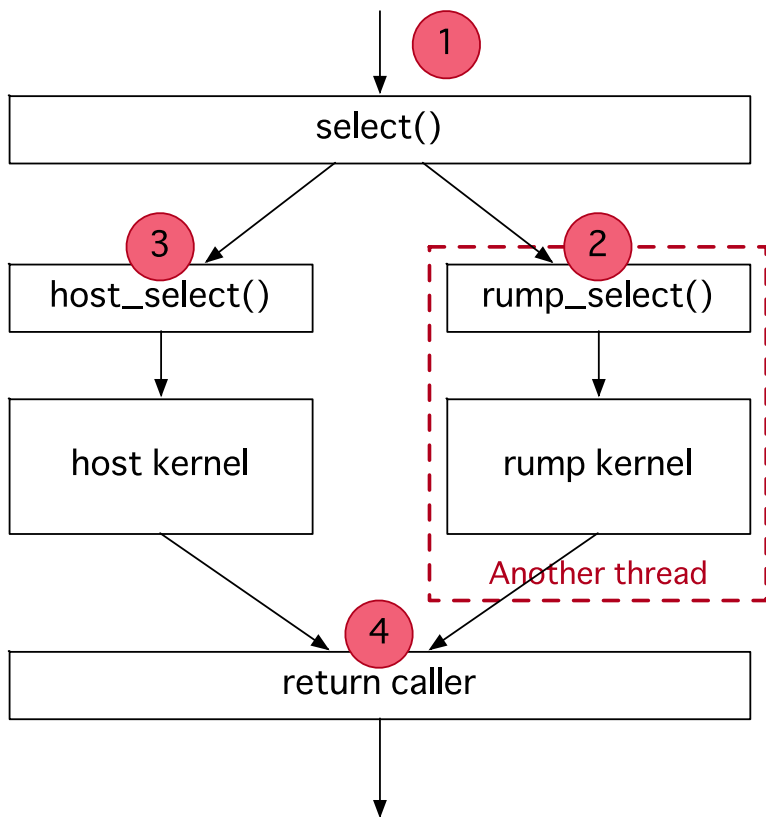 1
select()
3
2
host_select()
rump_select()
host kernel
rump kernel
Another thread
4
return caller